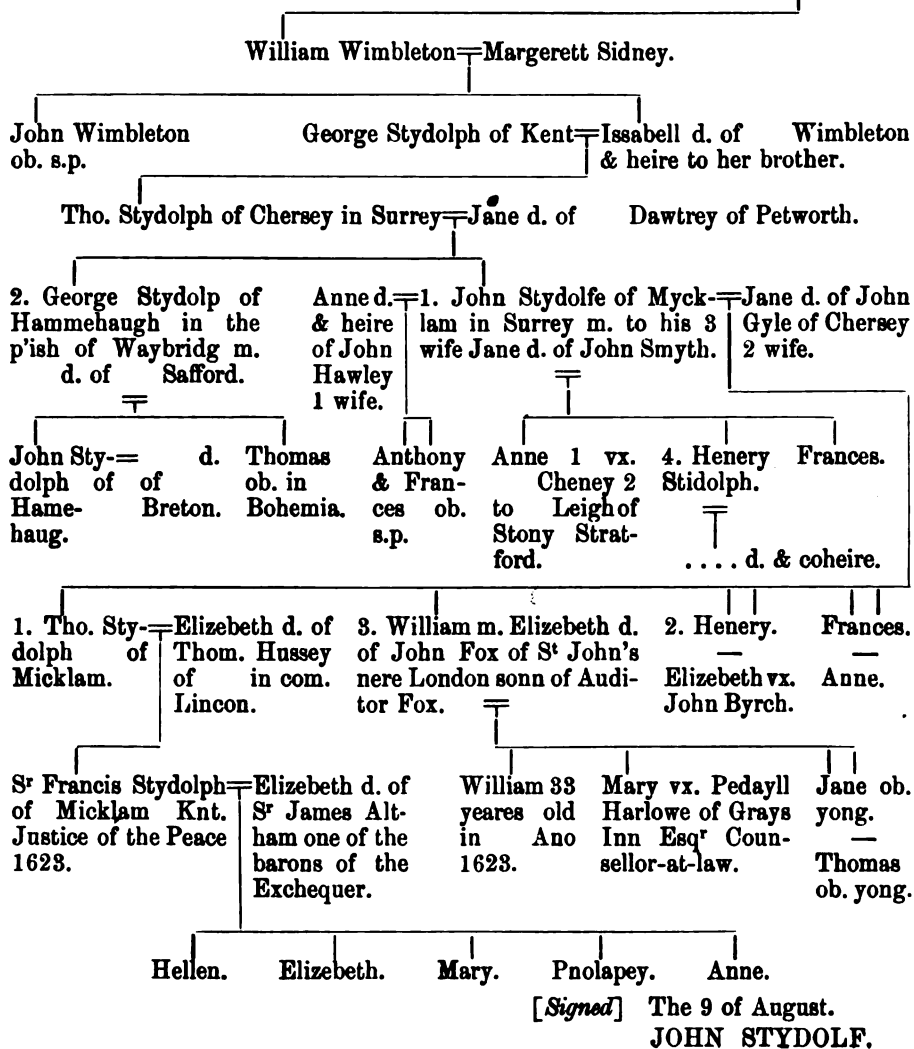 William Wimbleton=Margerett Sidney.
John Wimbleton
ob. s.p.
George Stydolph of Kent=Issabell d. of Wimbleton
& heire to her brother.
Tho. Stydolph of Chersey in Surrey=Jane d. of Dawtrey of Petworth.
2. George Stydolp of
Hammehaugh in the
p'ish of Waybridg m.
d. of Safford.
=
Anne d.=
& heire
of John
Hawley
1 wife.
1. John Stydolfe of Myck-
lam in Surrey m. to his 3
wife Jane d. of John Smyth.
=
=Jane d. of John
Gyle of Chersey
2 wife.
John Sty-= d.
dolph of of
Hame- Breton.
haug.
Thomas
ob. in
Bohemia.
Anthony
& Fran-
ces ob.
s.p.
Anne 1 vx.
Cheney 2
to Leigh of
Stony Strat-
ford.
4. Henery
Stidolph.
=
.... d. & coheire.
Frances.
1. Tho. Sty-=
dolph of
Micklam.
Elizebeth d. of
Thom. Hussey
of in com.
Lincon.
3. William m. Elizebeth d.
of John Fox of St John's
nere London sonn of Audi-
tor Fox. =
2. Henery.
—
Elizebeth vx.
John Byrch.
Frances.
—
Anne.
Sr Francis Stydolph=
of Micklam Knt.
Justice of the Peace
1623.
Elizebeth d. of
Sr James Alt-
ham one of the
barons of the
Exchequer.
William 33
yeares old
in Ano
1623.
Mary vx. Pedayll
Harlowe of Grays
Inn Esqr Coun-
sellor-at-law.
Jane ob.
yong.
—
Thomas
ob. yong.
Hellen. Elizebeth. Mary. Pnolapey. Anne.
[Signed] The 9 of August.
JOHN STYDOLF.